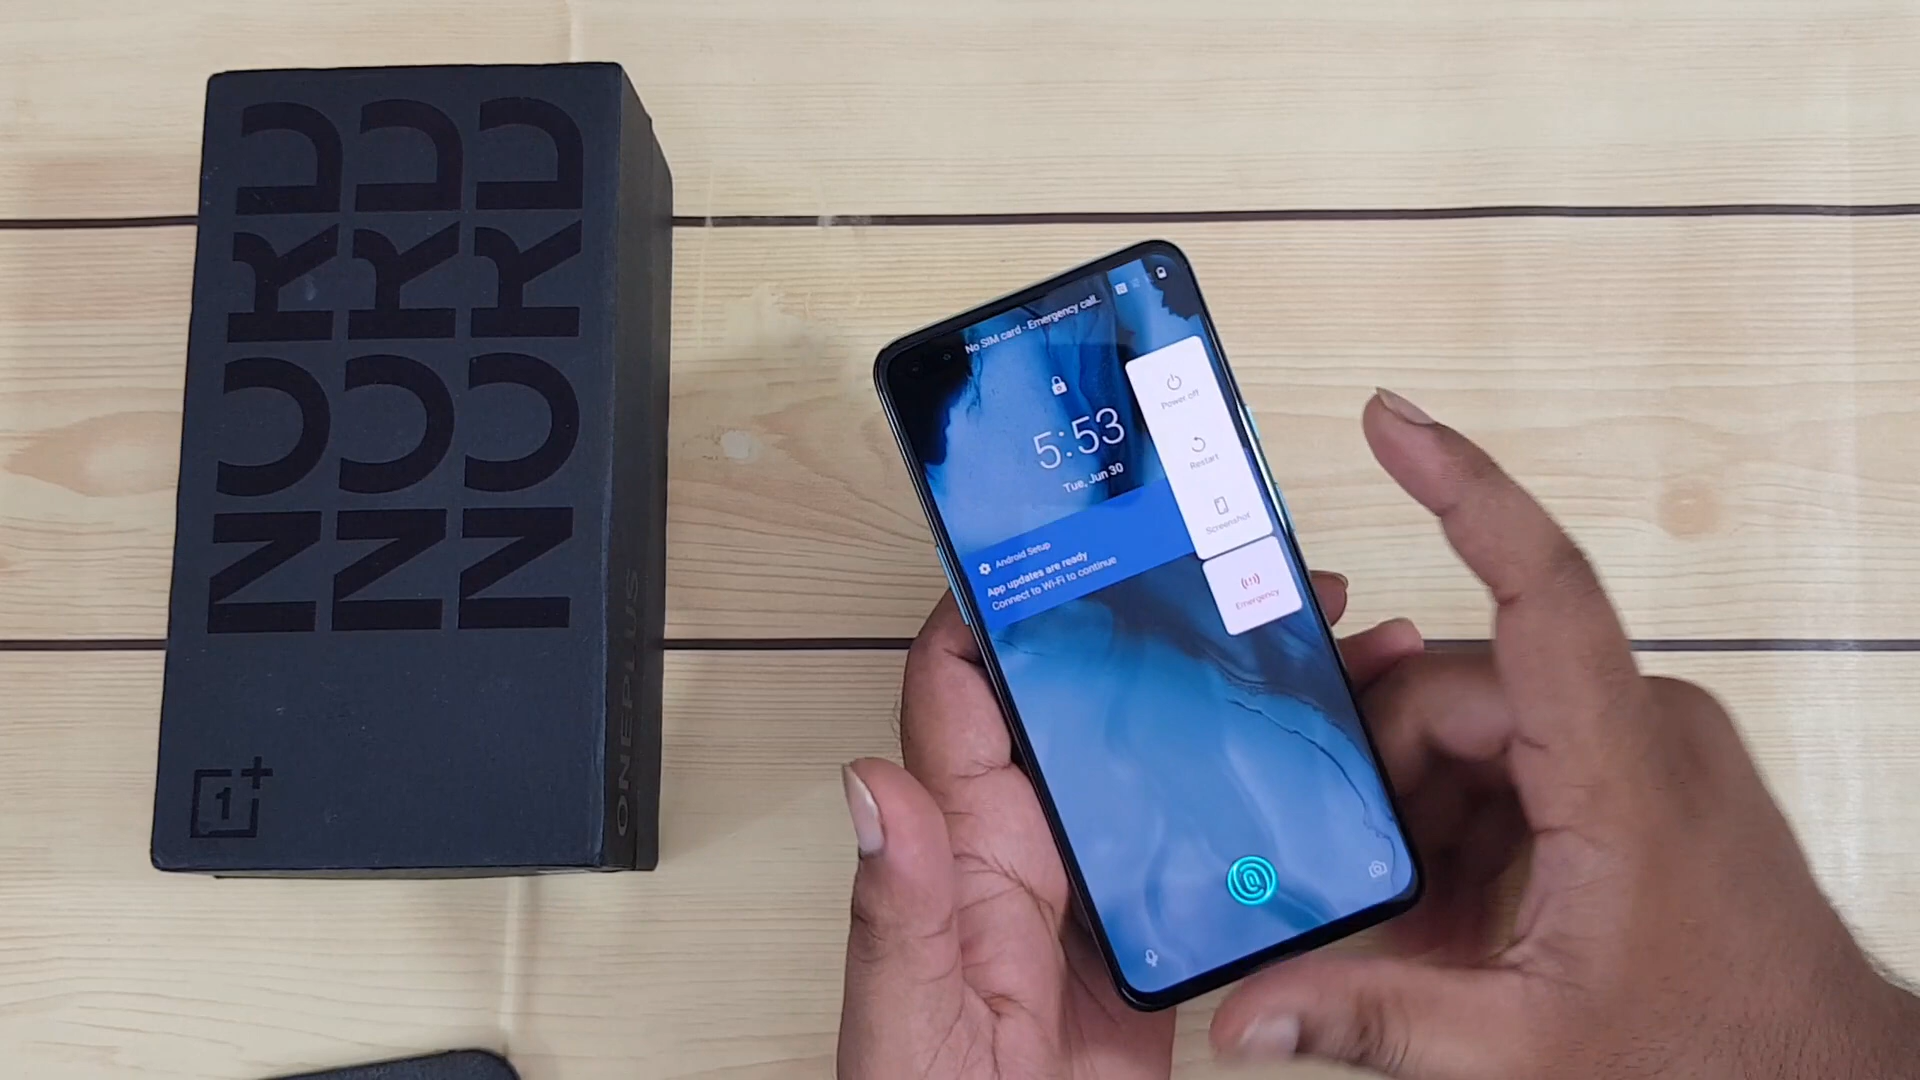 NORD
NORD
NORD
1+
ONEPLUS
No SIM card - Emergency call..
5:53
Tue, Jun 30
Android Setup
App updates are ready
Connect to Wi-Fi to continue
Power off
Restart
Screenshot
Emergency